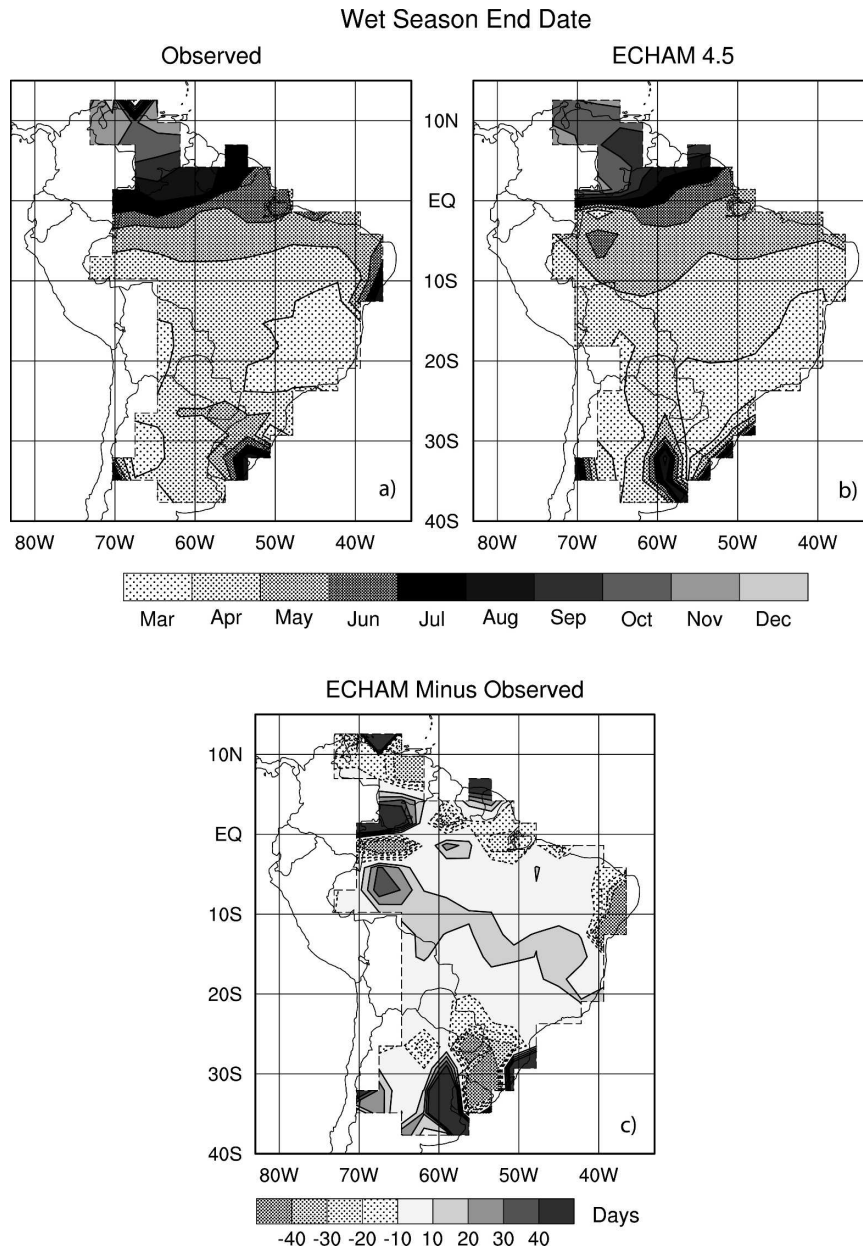 Wet Season End Date
Observed
ECHAM 4.5
10N
EQ
10S
20S
30S
40S
a)
b)
80W 70W 60W 50W 40W
80W 70W 60W 50W 40W
Mar Apr May Jun Jul Aug Sep Oct Nov Dec
ECHAM Minus Observed
10N
EQ
10S
20S
30S
40S
c)
80W 70W 60W 50W 40W
-40 -30 -20 -10 10 20 30 40 Days